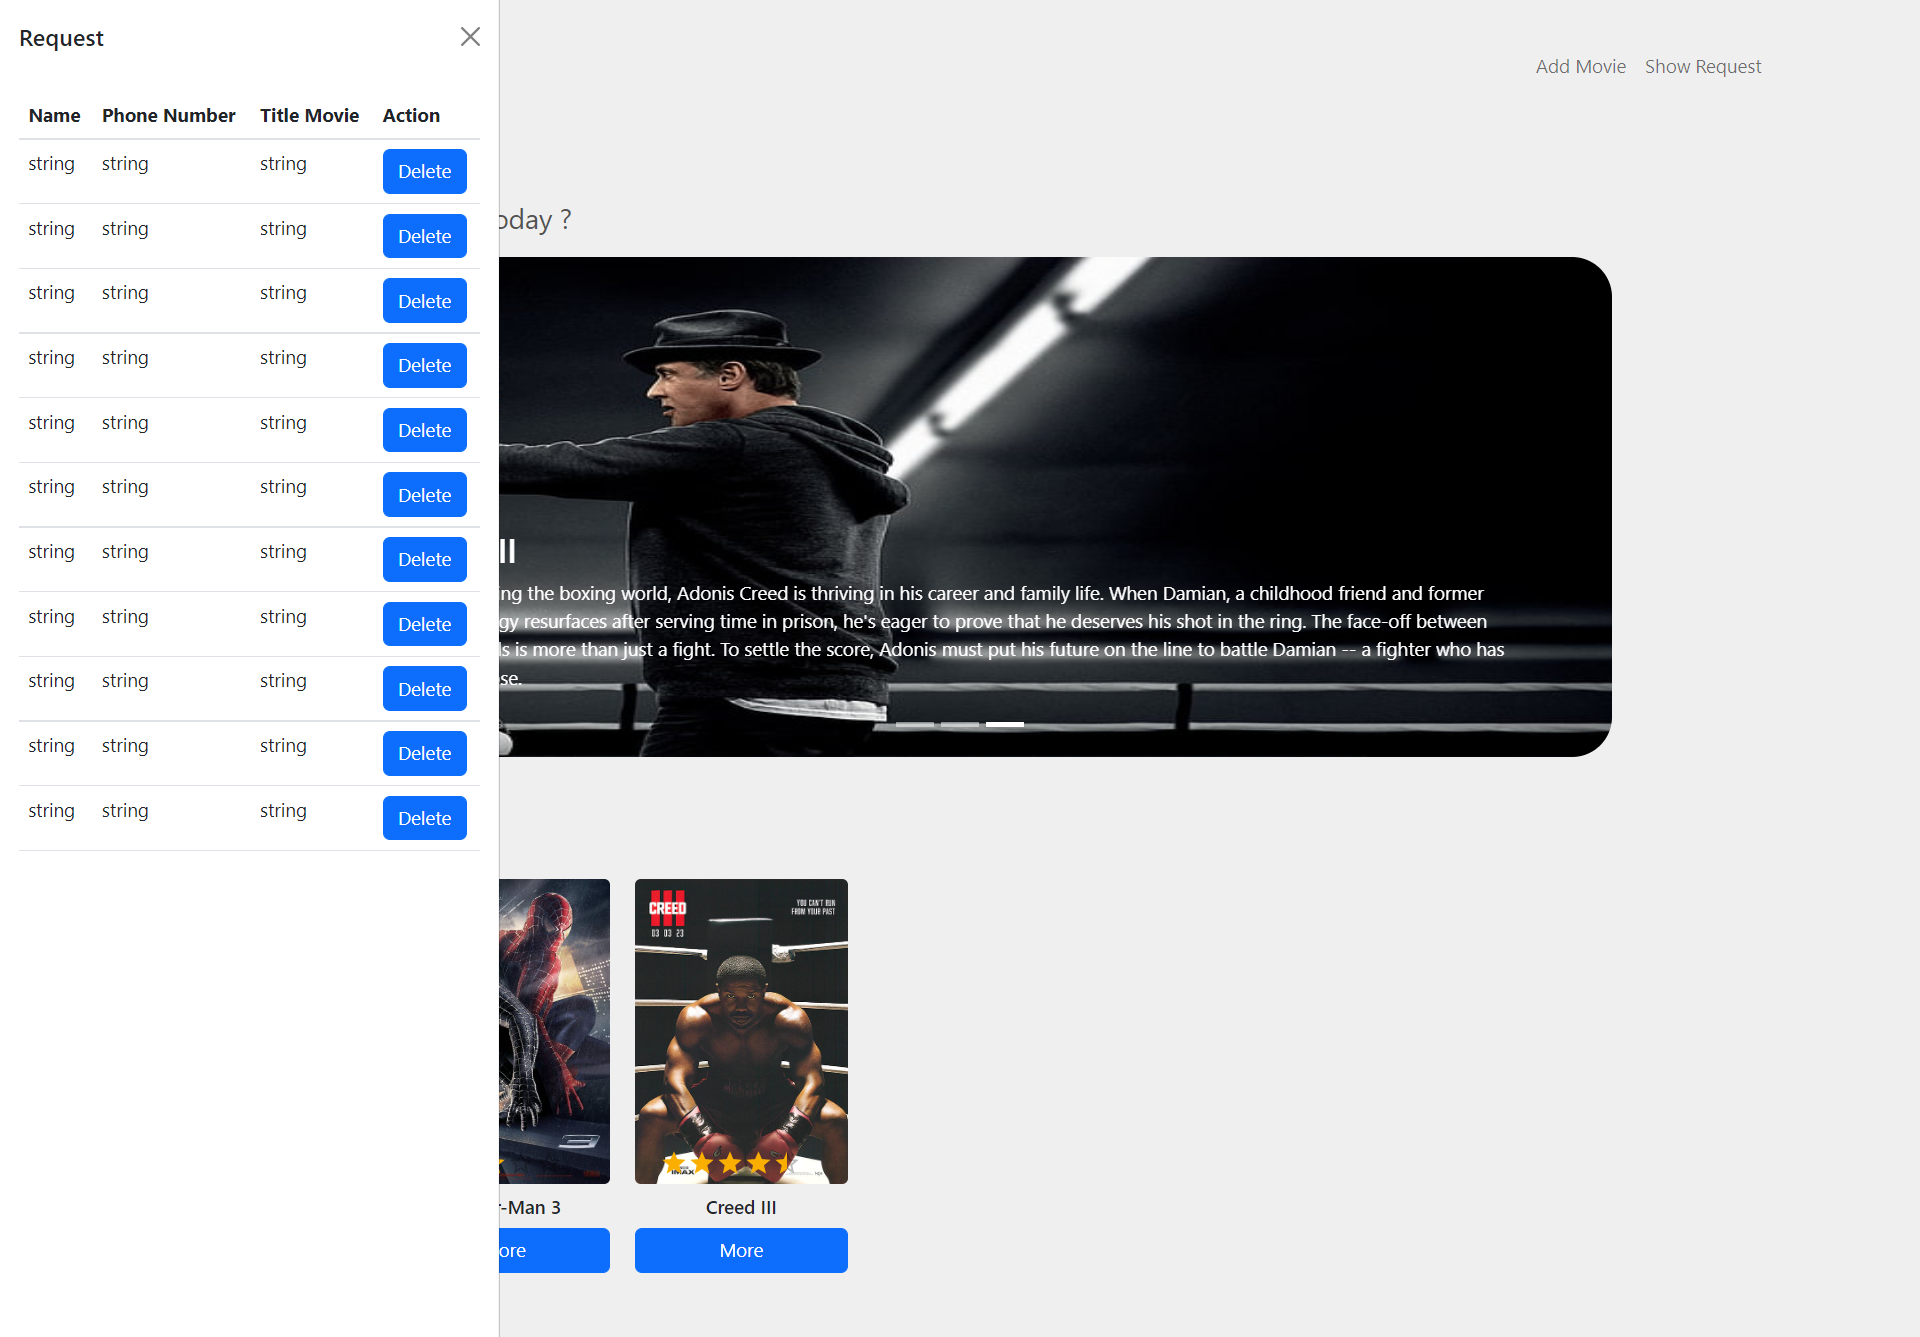 Request
Name Phone Number Title Movie Action
string string string Delete
string string string Delete
string string string Delete
string string string Delete
string string string Delete
string string string Delete
string string string Delete
string string string Delete
string string string Delete
string string string Delete
string string string Delete
Add Movie Show Request
oday ?
II
ing the boxing world, Adonis Creed is thriving in his career and family life. When Damian, a childhood friend and former
gy resurfaces after serving time in prison, he's eager to prove that he deserves his shot in the ring. The face-off between
ls is more than just a fight. To settle the score, Adonis must put his future on the line to battle Damian -- a fighter who has
se.
CREED
03 03 23
YOU CAN'T RUN
FROM YOUR PAST
IMAX
r-Man 3
Creed III
ore
More